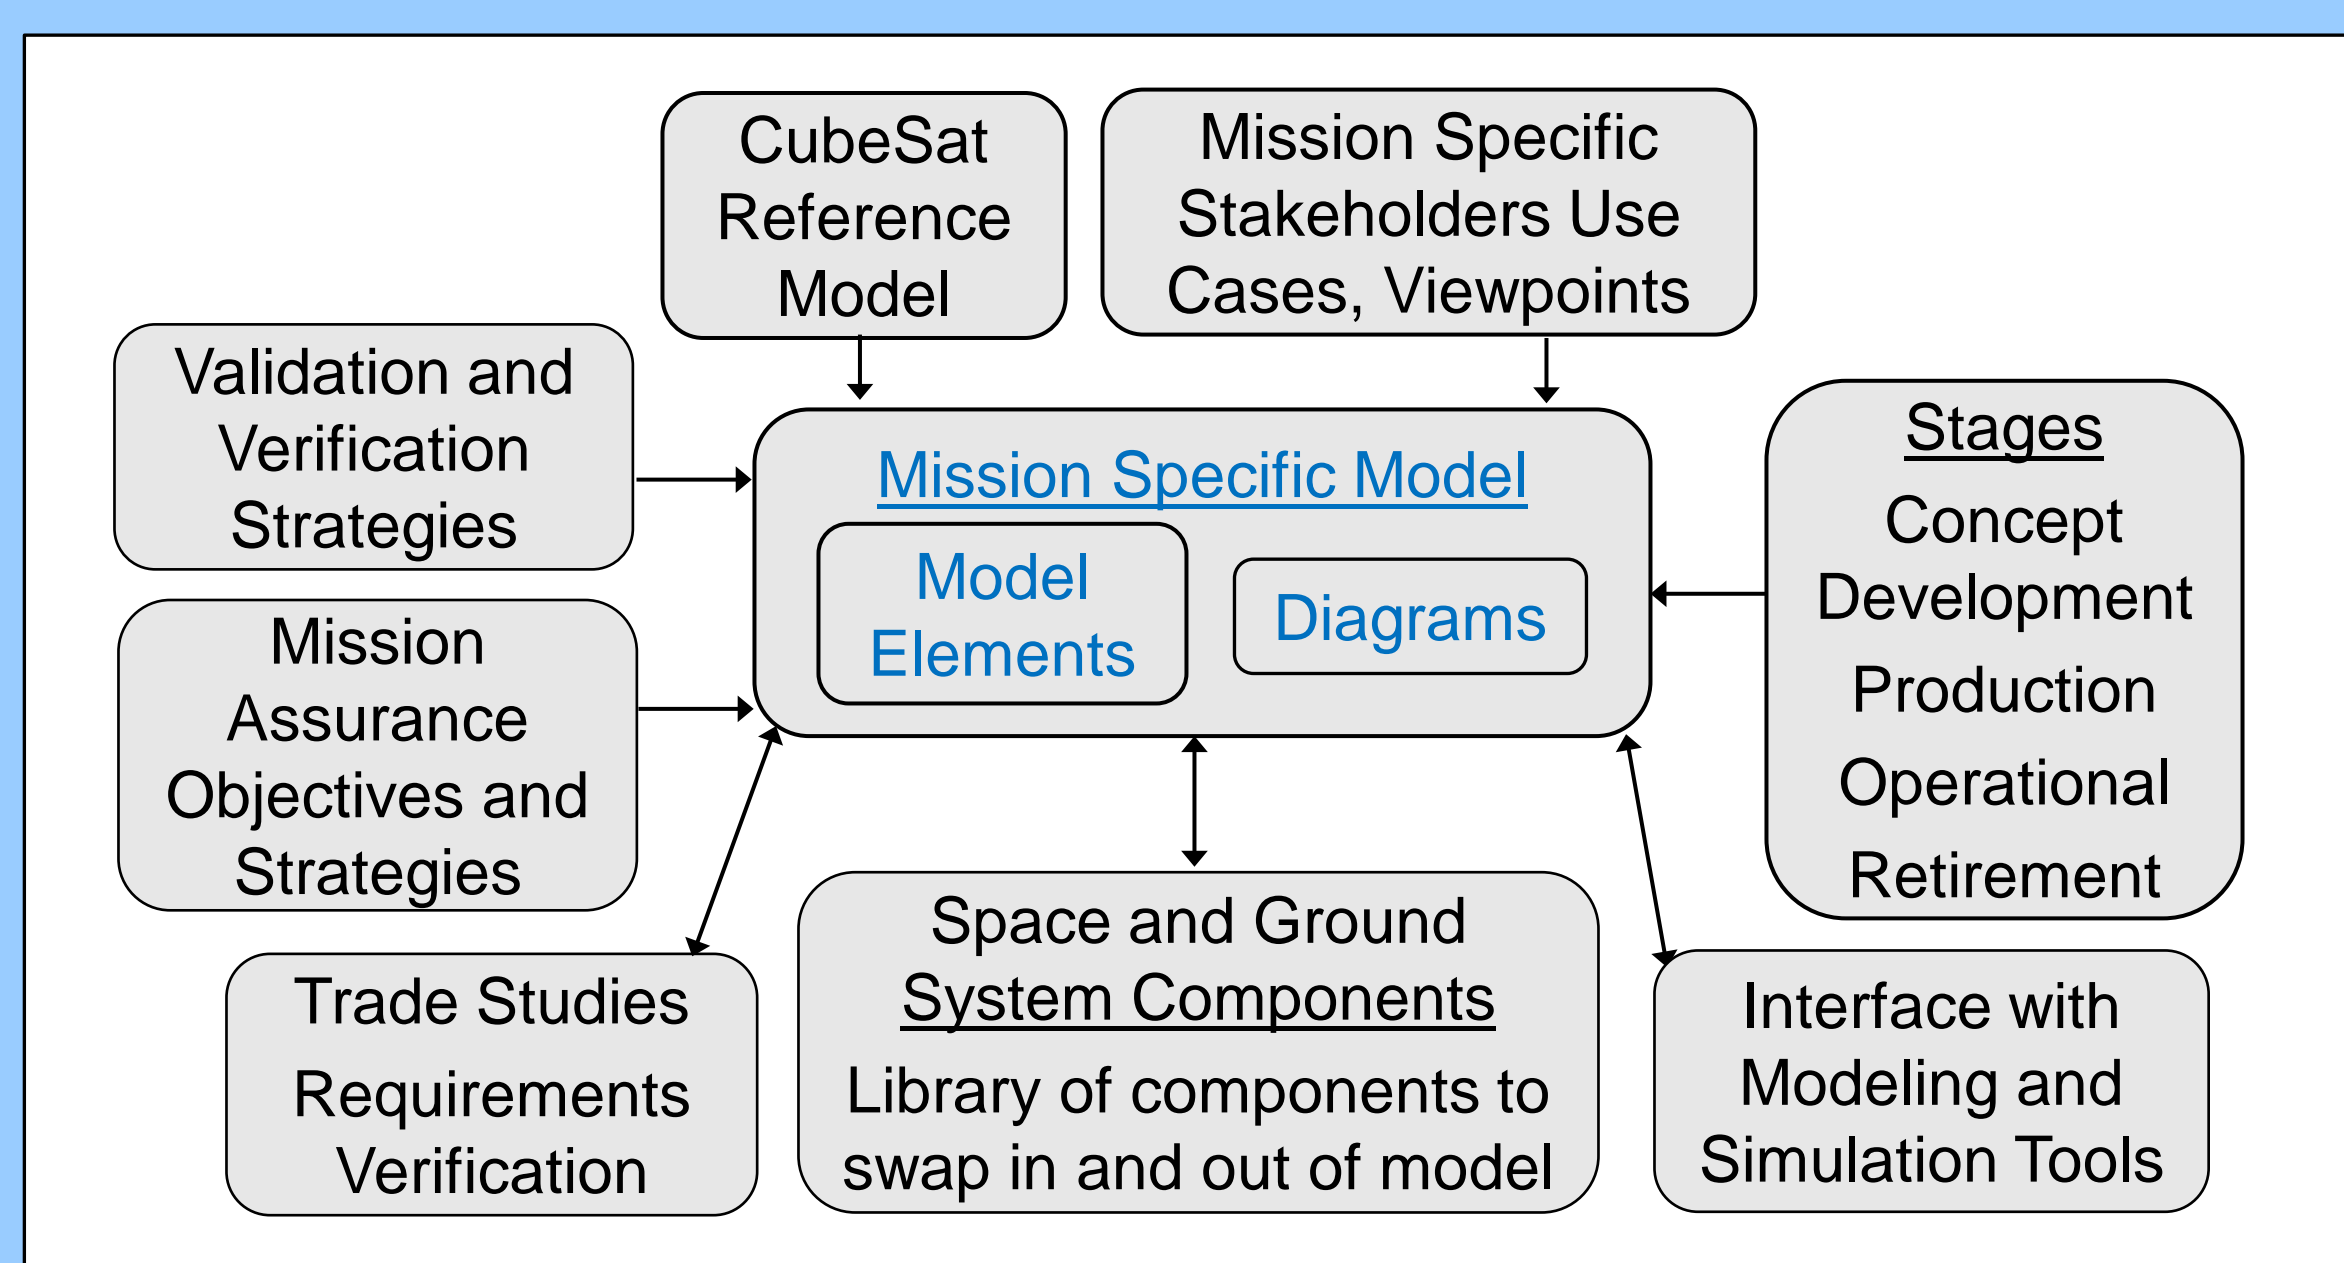 CubeSat
Reference
Model
Mission Specific
Stakeholders Use
Cases, Viewpoints
Validation and
Verification
Strategies
Mission Specific Model
Model
Elements
Diagrams
Stages
Concept
Development
Production
Operational
Retirement
Mission
Assurance
Objectives and
Strategies
Trade Studies
Requirements
Verification
Space and Ground
System Components
Library of components to
swap in and out of model
Interface with
Modeling and
Simulation Tools